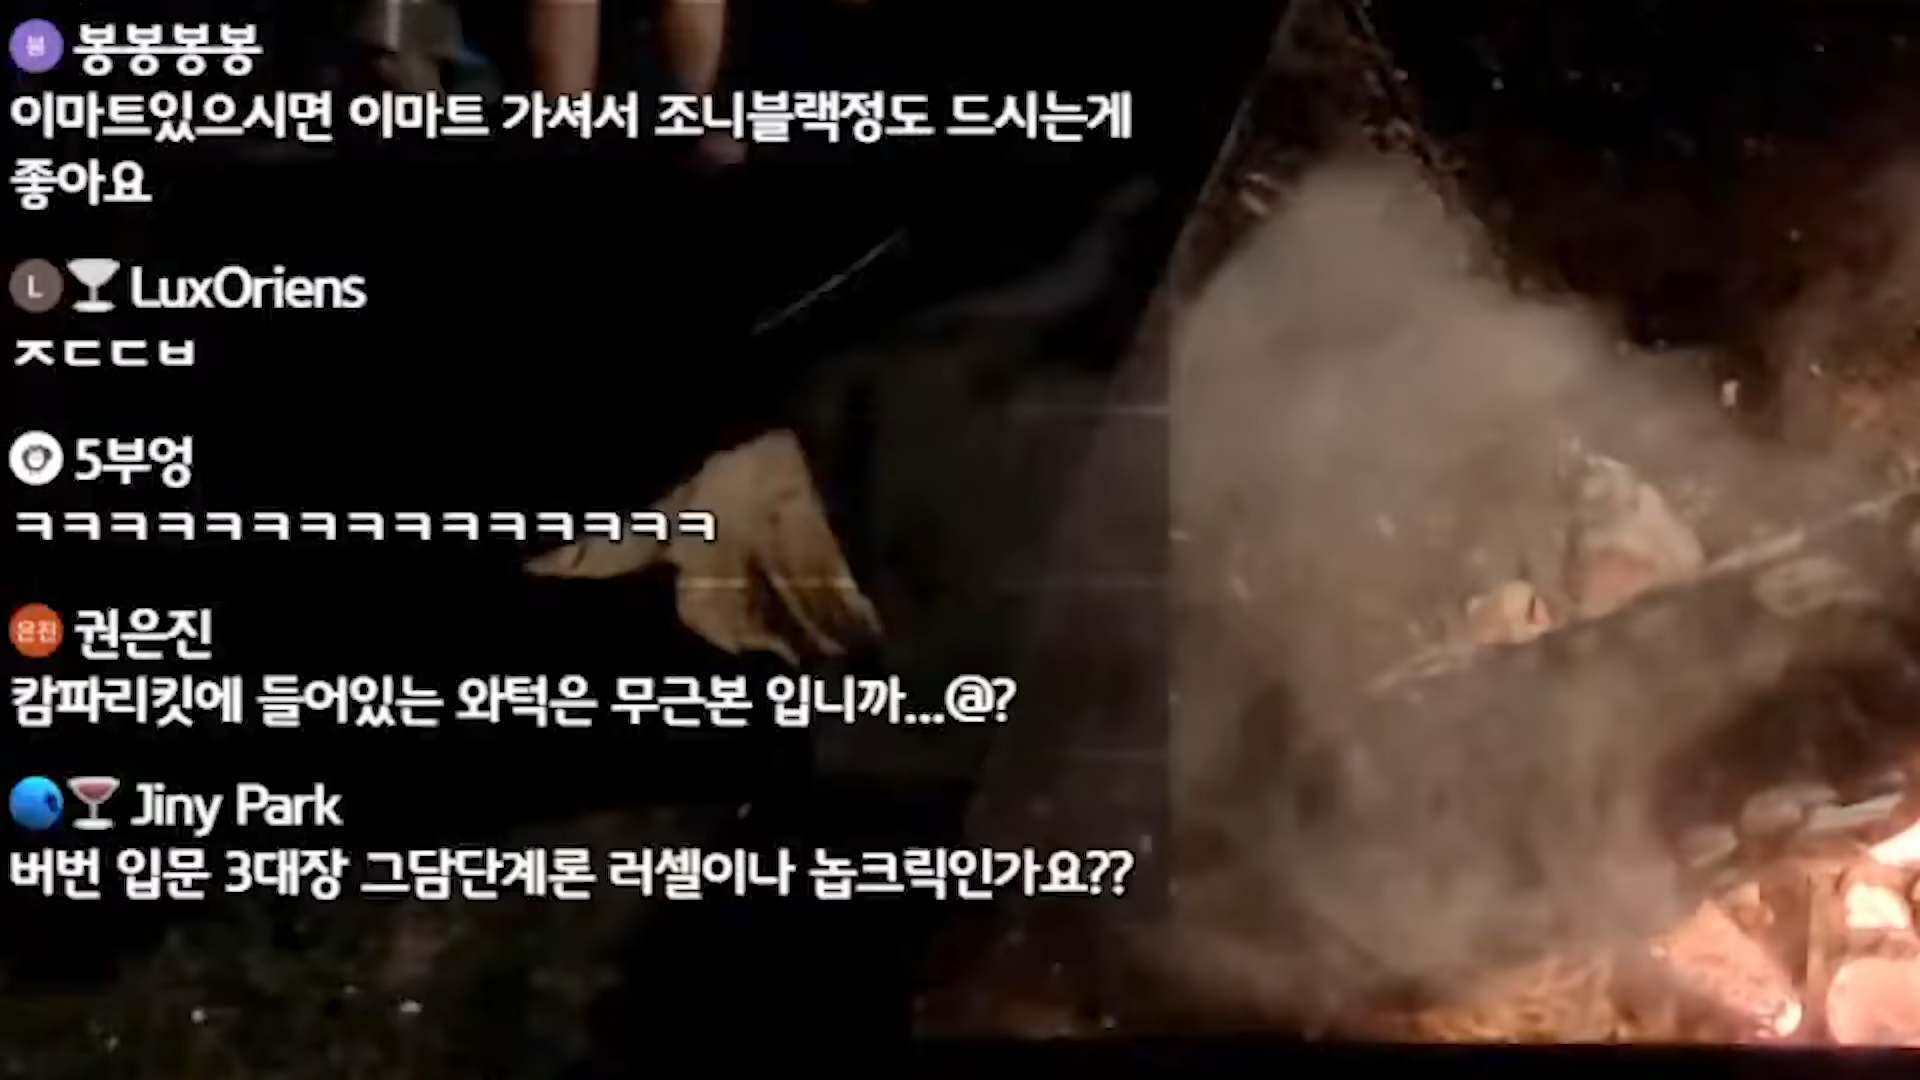 봉
봉봉봉봉
이마트있으시면 이마트 가셔서 조니블랙정도 드시는게
좋아요
L
LuxOriens
ㅈㄷㄷㅂ
5부엉
ㅋㅋㅋㅋㅋㅋㅋㅋㅋㅋㅋㅋㅋㅋㅋ
은진
권은진
캄파리킷에 들어있는 와턱은 무근본 입니까...@?
Jiny Park
버번 입문 3대장 그담단계론 러셀이나 놉크릭인가요??